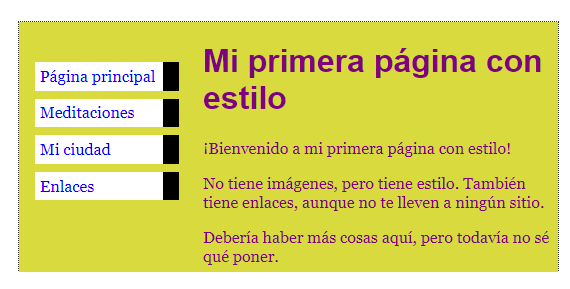 Página principal
Meditaciones
Mi ciudad
Enlaces
Mi primera página con
estilo
¡Bienvenido a mi primera página con estilo!
No tiene imágenes, pero tiene estilo. También
tiene enlaces, aunque no te lleven a ningún sitio.
Debería haber más cosas aquí, pero todavía no sé
qué poner.